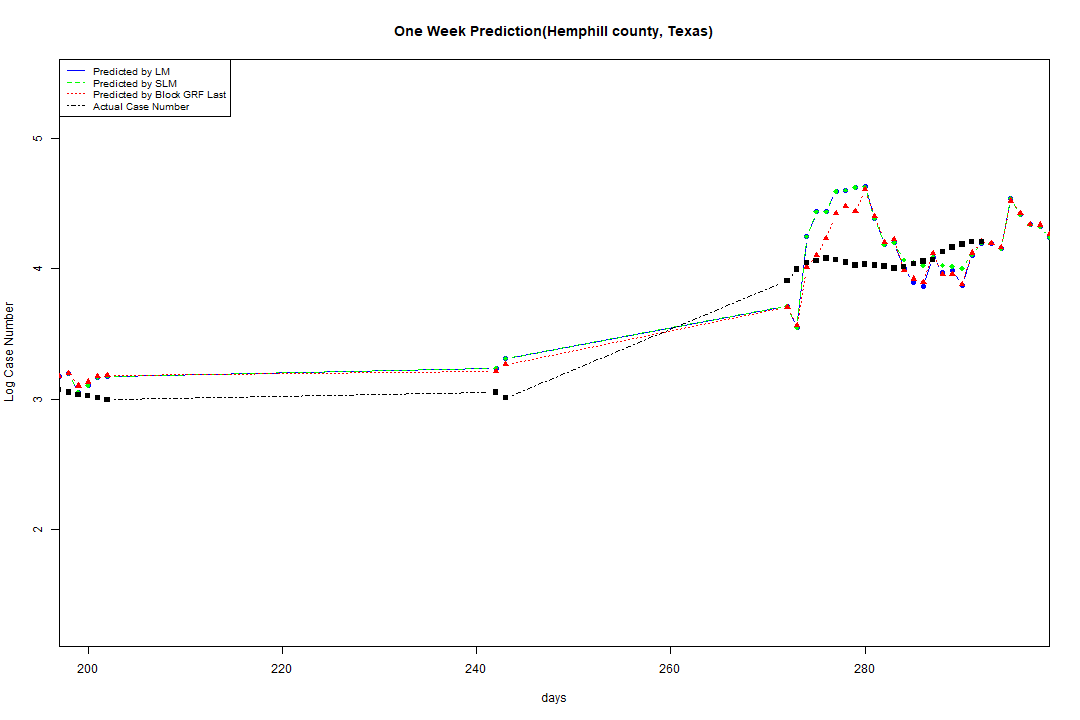 One Week Prediction(Hemphill county, Texas)
Predicted by LM
Predicted by SLM
Predicted by Block GRF Last
Actual Case Number
5
4
3
2
Log Case Number
200 220 240 260 280
days